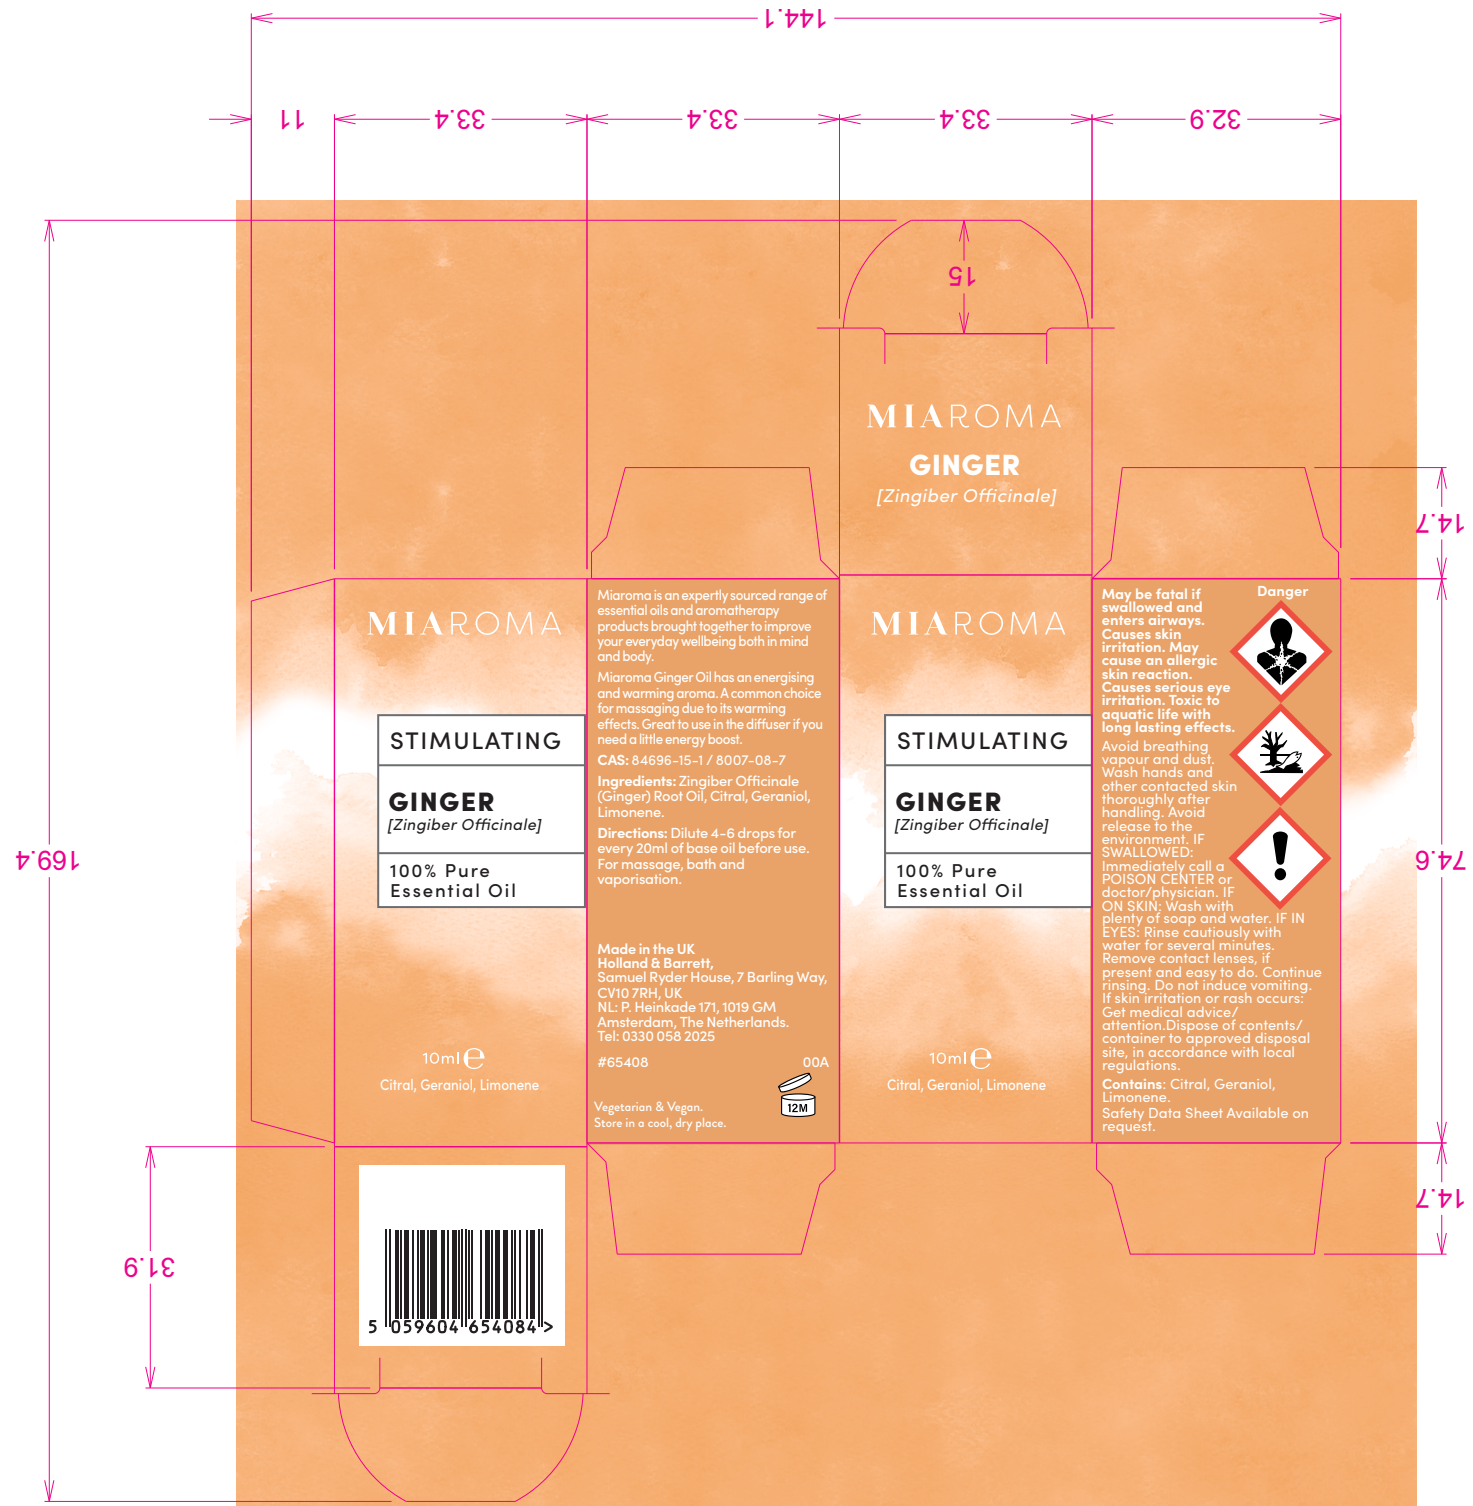 144.1
11
33.4
33.4
33.4
32.9
15
MIAROMA
GINGER
[Zingiber Officinale]
14.7
169.4
74.6
14.7
31.9
MIAROMA
STIMULATING
GINGER
[Zingiber Officinale]
100% Pure
Essential Oil
10ml ℮
Citral, Geraniol, Limonene
Miaroma is an expertly sourced range of
essential oils and aromatherapy
products brought together to improve
your everyday wellbeing both in mind
and body.
Miaroma Ginger Oil has an energising
and warming aroma. A common choice
for massaging due to its warming
effects. Great to use in the diffuser if you
need a little energy boost.
CAS: 84696-15-1 / 8007-08-7
Ingredients: Zingiber Officinale
(Ginger) Root Oil, Citral, Geraniol,
Limonene.
Directions: Dilute 4-6 drops for
every 20ml of base oil before use.
For massage, bath and
vaporisation.
Made in the UK
Holland & Barrett,
Samuel Ryder House, 7 Barling Way,
CV10 7RH, UK
NL: P. Heinkade 171, 1019 GM
Amsterdam, The Netherlands.
Tel: 0330 058 2025
#65408 00A
12M
Vegetarian & Vegan.
Store in a cool, dry place.
MIAROMA
STIMULATING
GINGER
[Zingiber Officinale]
100% Pure
Essential Oil
10ml ℮
Citral, Geraniol, Limonene
Danger
May be fatal if
swallowed and
enters airways.
Causes skin
irritation. May
cause an allergic
skin reaction.
Causes serious eye
irritation. Toxic to
aquatic life with
long lasting effects.
Avoid breathing
vapour and dust.
Wash hands and
other contacted skin
thoroughly after
handling. Avoid
release to the
environment. IF
SWALLOWED:
Immediately call a
POISON CENTER or
doctor/physician. IF
ON SKIN: Wash with
plenty of soap and water. IF IN
EYES: Rinse cautiously with
water for several minutes.
Remove contact lenses, if
present and easy to do. Continue
rinsing. Do not induce vomiting.
If skin irritation or rash occurs:
Get medical advice/
attention.Dispose of contents/
container to approved disposal
site, in accordance with local
regulations.
Contains: Citral, Geraniol,
Limonene.
Safety Data Sheet Available on
request.
5 059604 654084 >